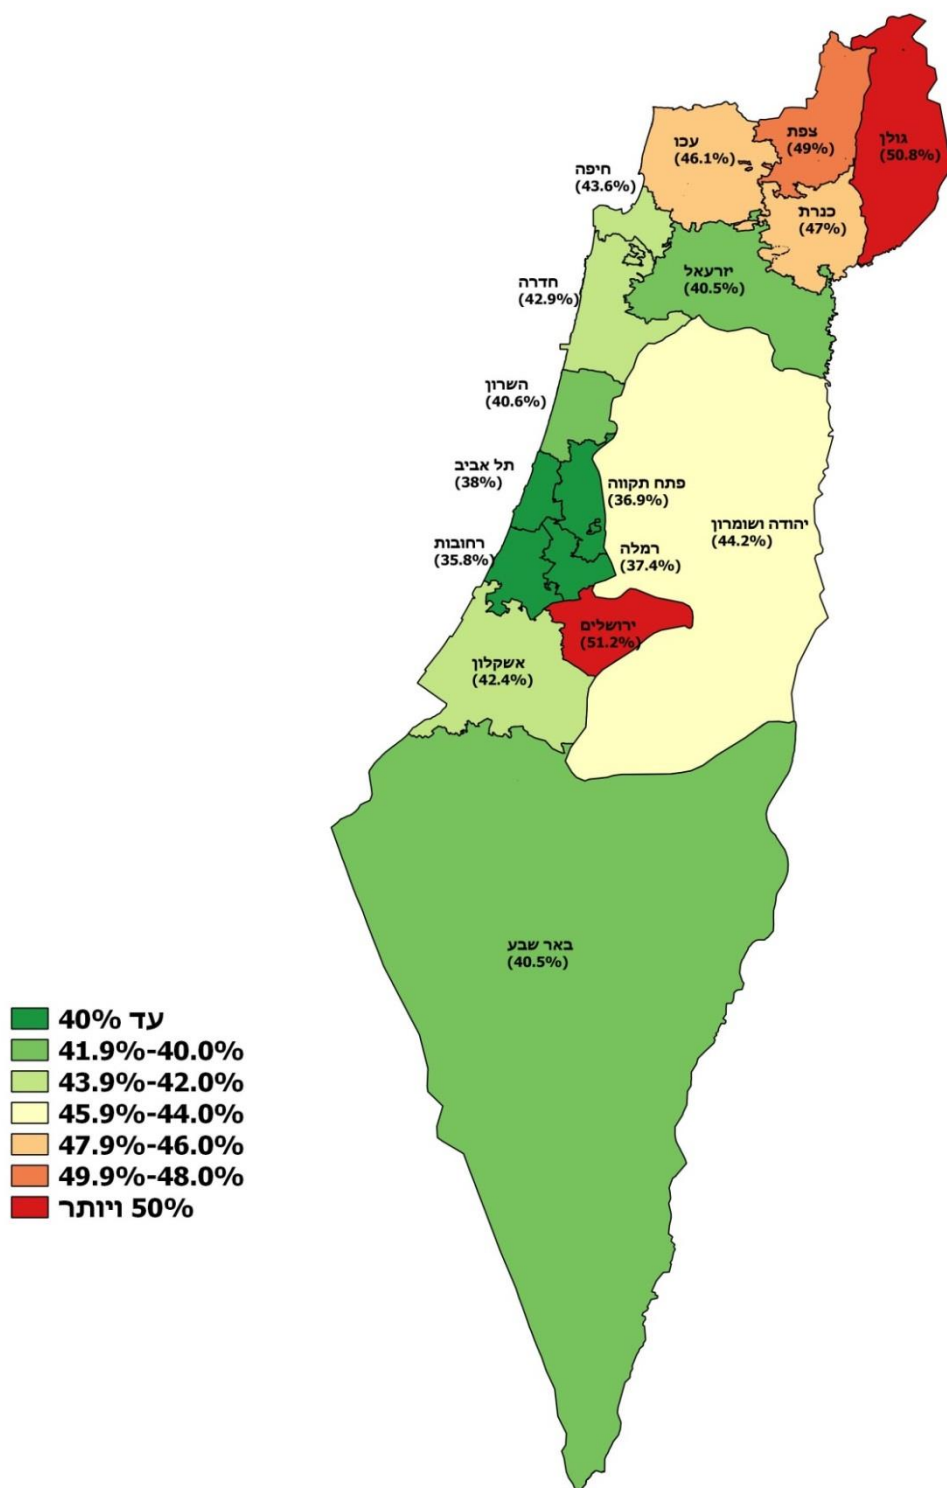 גולן
(50.8%)
צפת
(49%)
עכו
(46.1%)
חיפה
(43.6%)
כנרת
(47%)
יזרעאל
(40.5%)
חדרה
(42.9%)
השרון
(40.6%)
תל אביב
(38%)
פתח תקווה
(36.9%)
יהודה ושומרון
(44.2%)
רחובות
(35.8%)
רמלה
(37.4%)
ירושלים
(51.2%)
אשקלון
(42.4%)
באר שבע
(40.5%)
עד 40%
41.9%-40.0%
43.9%-42.0%
45.9%-44.0%
47.9%-46.0%
49.9%-48.0%
50% ויותר